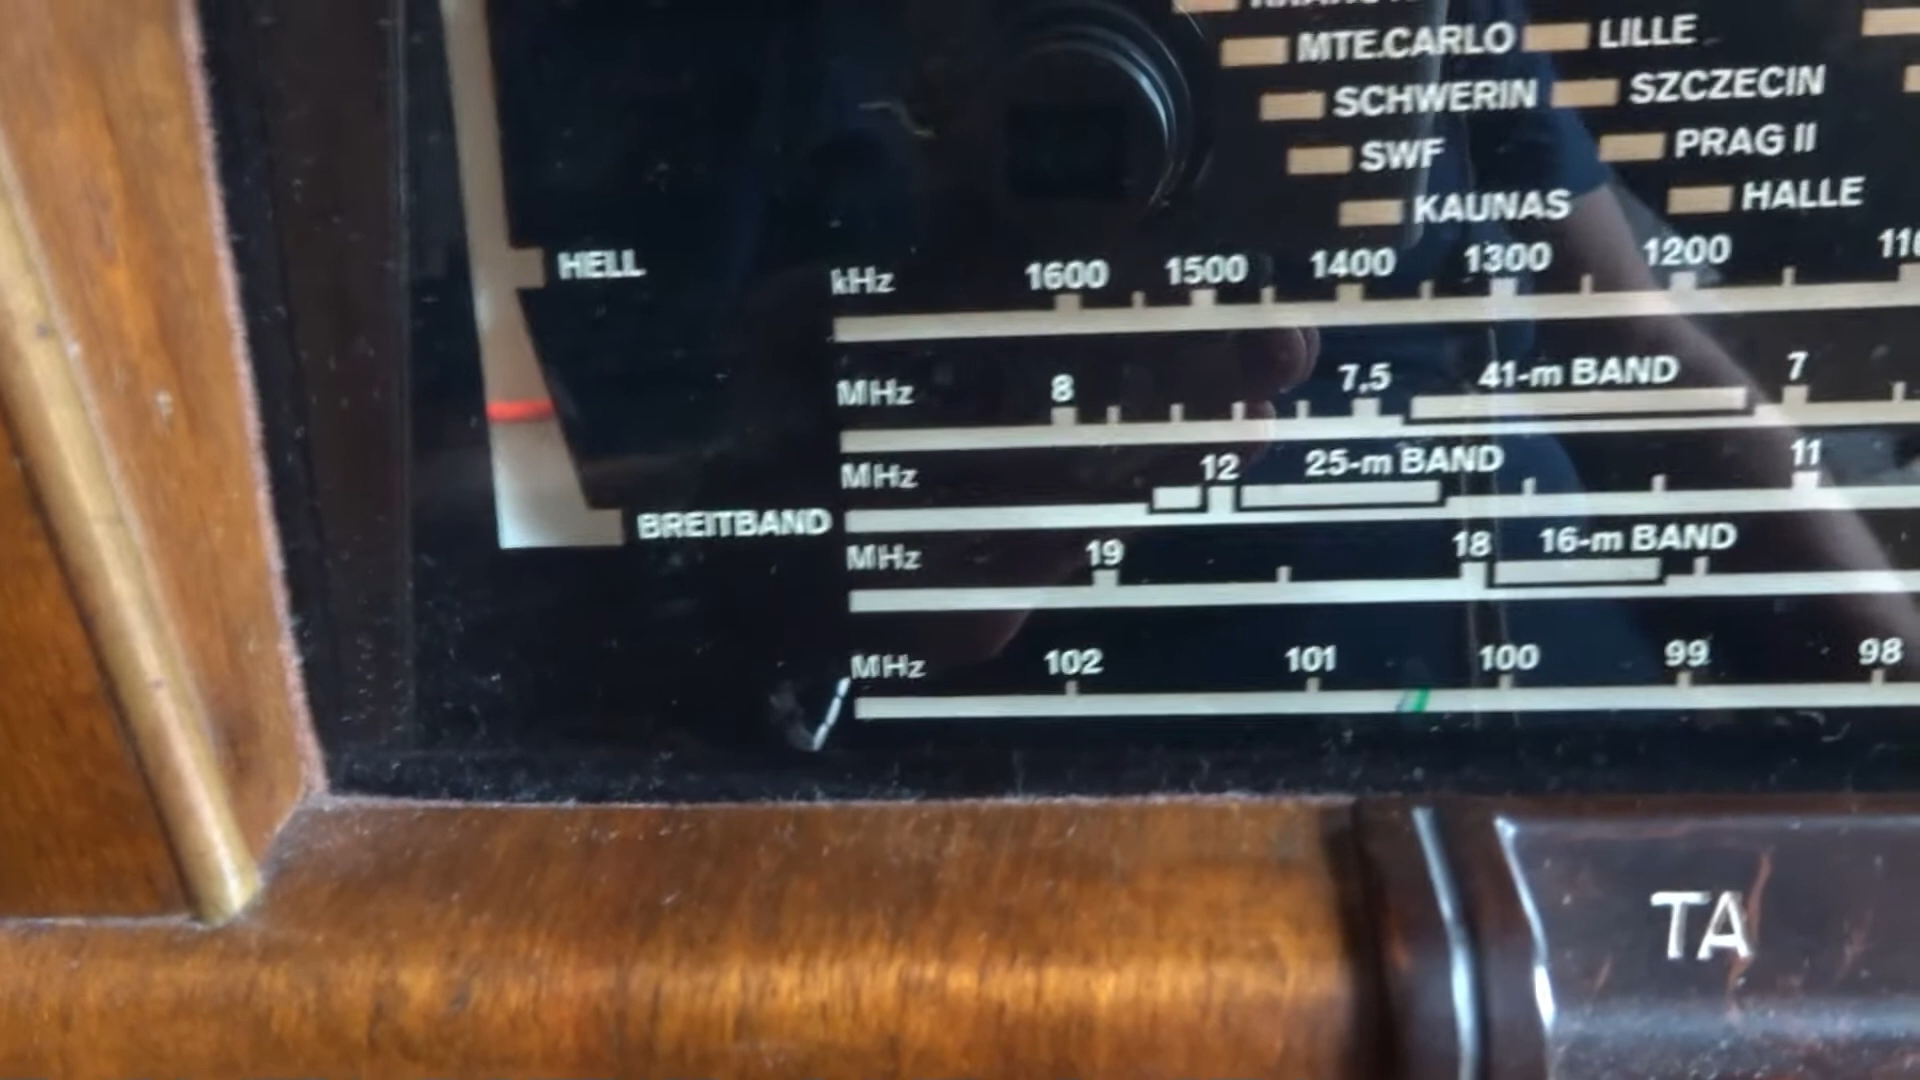 MTE.CARLO LILLE
SCHWERIN SZCZECIN
SWF PRAG II
KAUNAS HALLE
HELL
kHz 1600 1500 1400 1300 1200
MHz 8 7,5 41-m BAND 7
MHz 12 25-m BAND 11
BREITBAND
MHz 19 18 16-m BAND
MHz 102 101 100 99 98
TA